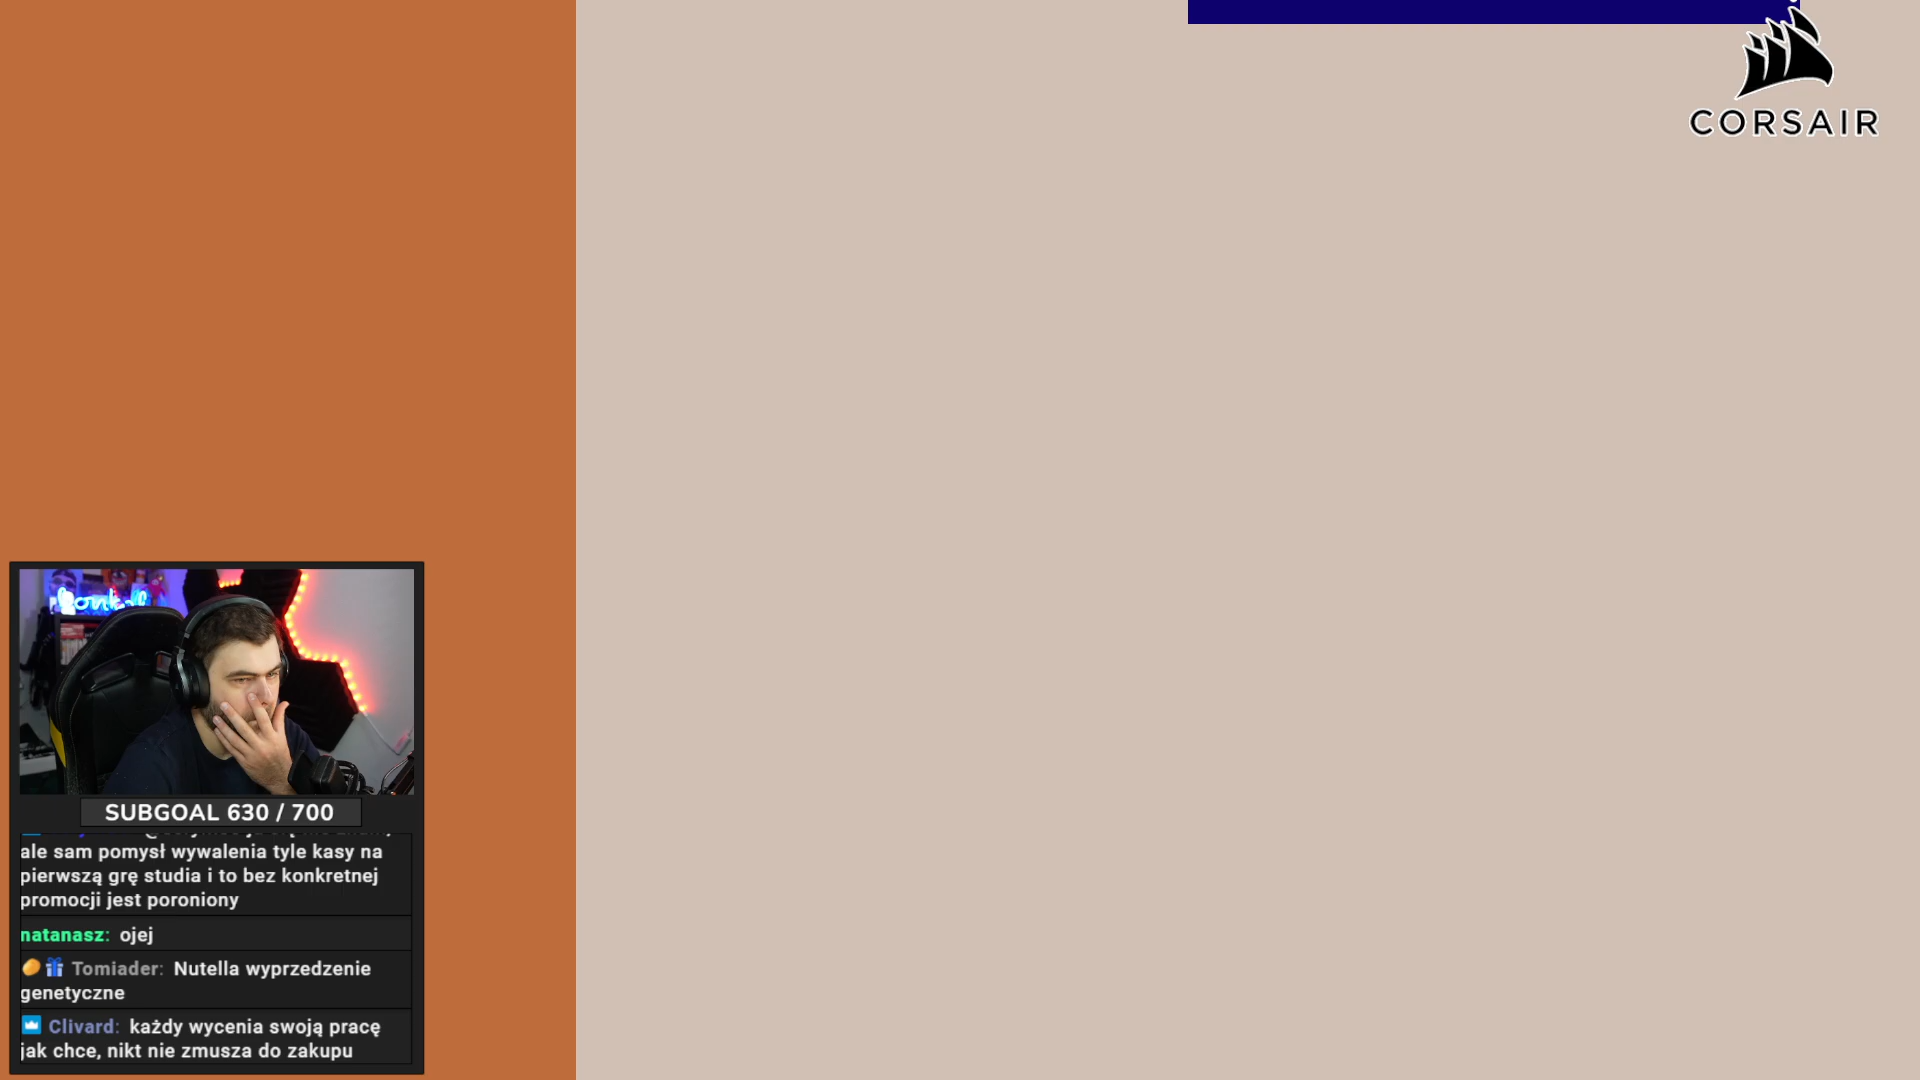 CORSAIR
SUBGOAL 630 / 700
ale sam pomysł wywalenia tyle kasy na
pierwszą grę studia i to bez konkretnej
promocji jest poroniony
natanasz: ojej
Tomiader: Nutella wyprzedzenie
genetyczne
Clivard: każdy wycenia swoją pracę
jak chce, nikt nie zmusza do zakupu